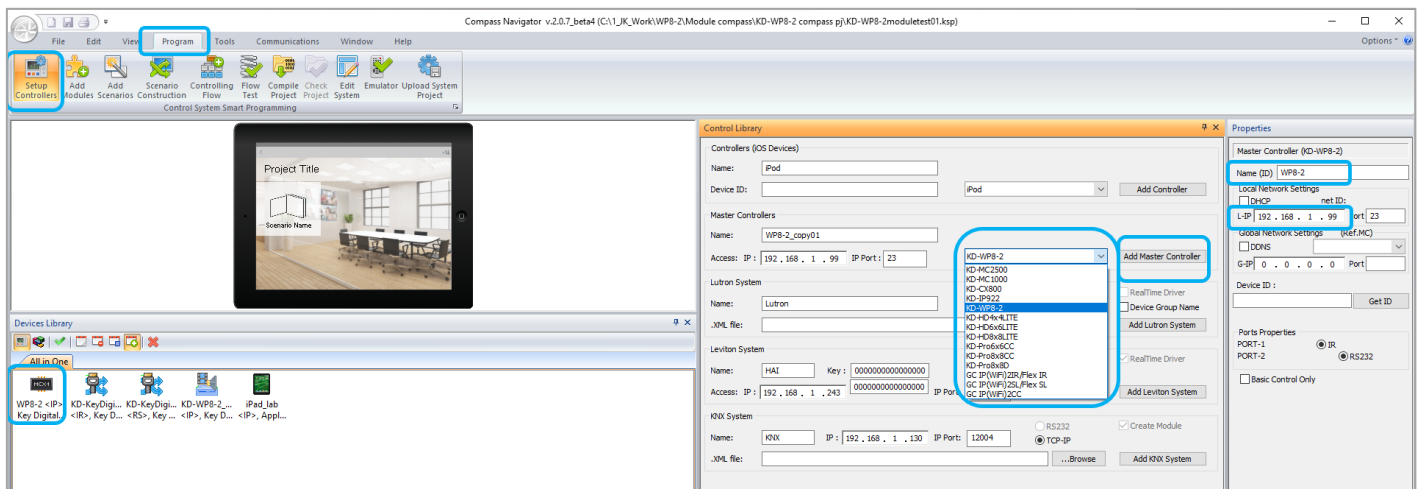 Compass Navigator v.2.0.7_beta4 (C:\1_JK_Work\WP8-2\Module compass\KD-WP8-2 compass pj\KD-WP8-2moduletest01.ksp)
File Edit View Program Tools Communications Window Help Options
Setup Controllers
Add Modules
Add Scenarios
Scenario Construction
Controlling Flow
Flow Test
Compile Project
Check Project
Edit System
Emulator
Upload System Project
Control System Smart Programming
Project Title
Scenario Name
Devices Library
All in One
WP8-2 <IP> Key Digital...
KD-KeyDigi... <IR>, Key D...
KD-KeyDigi... <RS>, Key ...
KD-WP8-2_... <IP>, Key D...
iPad_lab <IP>, Appl...
Control Library
Controllers (iOS Devices)
Name: iPod
Device ID: iPod Add Controller
Master Controllers
Name: WP8-2_copy01
Access: IP : 192 . 168 . 1 . 99 IP Port : 23 KD-WP8-2 Add Master Controller
KD-MC2500
KD-MC1000
KD-CX800
KD-IP922
KD-WP8-2
KD-HD4x4LITE
KD-HD6x6LITE
KD-HD8x8LITE
KD-Pro6x6CC
KD-Pro8x8CC
KD-Pro8x8D
GC IP(WiFi)2IR/Flex IR
GC IP(WiFi)2SL/Flex SL
GC IP(WiFi)2CC
Lutron System
RealTime Driver
Name: Lutron Device Group Name
.XML file: Add Lutron System
Leviton System
RealTime Driver
Name: HAI Key : 0000000000000000
0000000000000000
Access: IP : 192 . 168 . 1 . 243 IP Por Add Leviton System
KNX System
RS232 Create Module
Name: KNX IP : 192 . 168 . 1 . 130 IP Port: 12004 TCP-IP
.XML file: ...Browse Add KNX System
Properties
Master Controller (KD-WP8-2)
Name (ID) WP8-2
Local Network Settings
DHCP net ID:
L-IP 192 . 168 . 1 . 99 ort 23
Global Network Settings (Ref.MC)
DDNS
G-IP 0 . 0 . 0 . 0 Port
Device ID :
Get ID
Ports Properties
PORT-1 IR
PORT-2 RS232
Basic Control Only